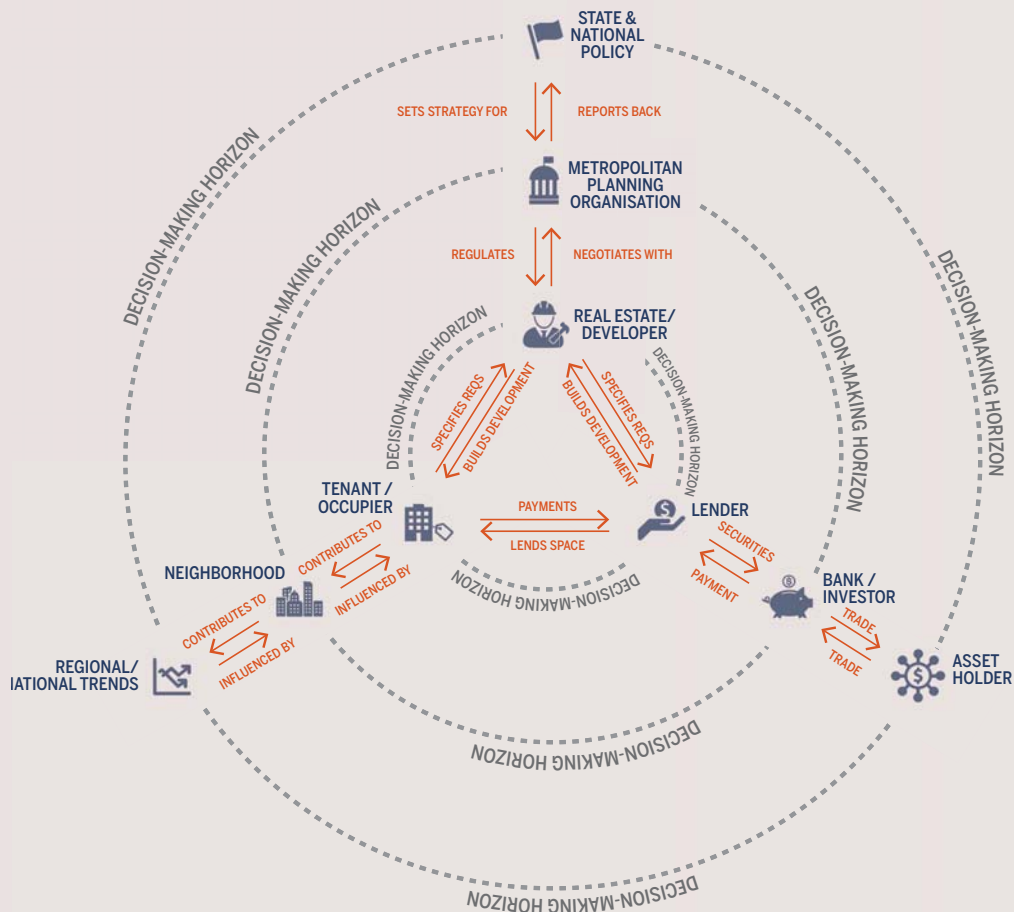 STATE &
NATIONAL
POLICY
SETS STRATEGY FOR
REPORTS BACK
DECISION-MAKING HORIZON
METROPOLITAN
PLANNING
ORGANISATION
DECISION-MAKING HORIZON
REGULATES
NEGOTIATES WITH
DECISION-MAKING HORIZON
DECISION-MAKING HORIZON
REAL ESTATE/
DEVELOPER
DECISION-MAKING HORIZON
DECISION-MAKING HORIZON
SPECIFIES REQS
BUILDS DEVELOPMENT
SPECIFIES REQS
BUILDS DEVELOPMENT
TENANT /
OCCUPIER
PAYMENTS
LENDS SPACE
LENDER
CONTRIBUTES TO
INFLUENCED BY
SECURITIES
PAYMENT
DECISION-MAKING HORIZON
NEIGHBORHOOD
BANK /
INVESTOR
CONTRIBUTES TO
INFLUENCED BY
TRADE
TRADE
REGIONAL/
IATIONAL TRENDS
ASSET
HOLDER
DECISION-MAKING HORIZON
DECISION-MAKING HORIZON